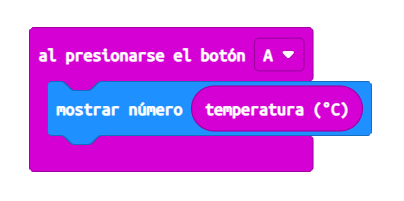 al presionarse el botón A
mostrar número temperatura (°C)